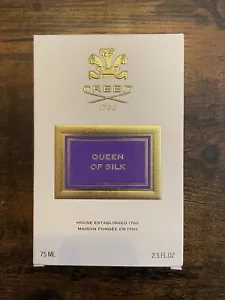 CREED
1760
QUEEN
OF SILK
HOUSE ESTABLISHED 1760
MAISON FONDÉE EN 1760
75 ML
2.5 FL.OZ